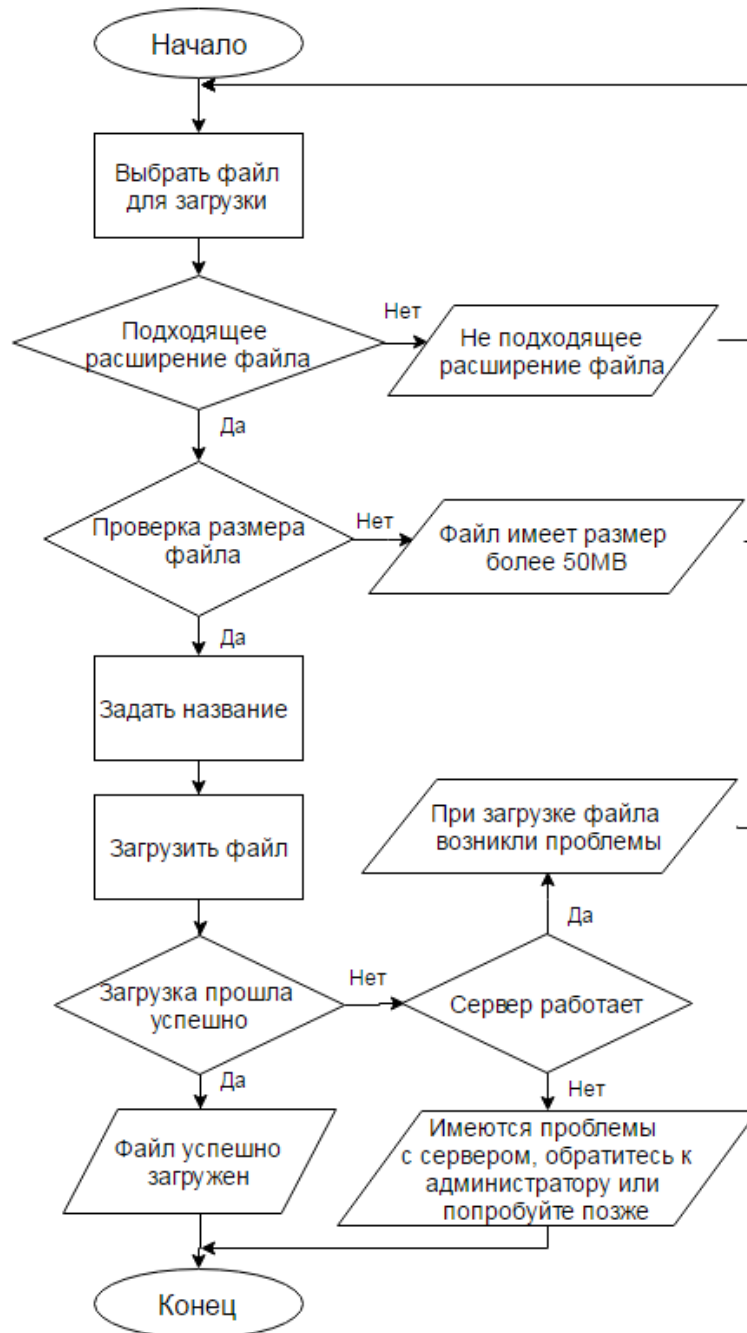 Начало
Выбрать файл
для загрузки
Подходящее
расширение файла
Нет
Не подходящее
расширение файла
Да
Проверка размера
файла
Нет
Файл имеет размер
более 50MB
Да
Задать название
Загрузить файл
При загрузке файла
возникли проблемы
Да
Загрузка прошла
успешно
Нет
Сервер работает
Да
Нет
Файл успешно
загружен
Имеются проблемы
с сервером, обратитесь к
администратору или
попробуйте позже
Конец